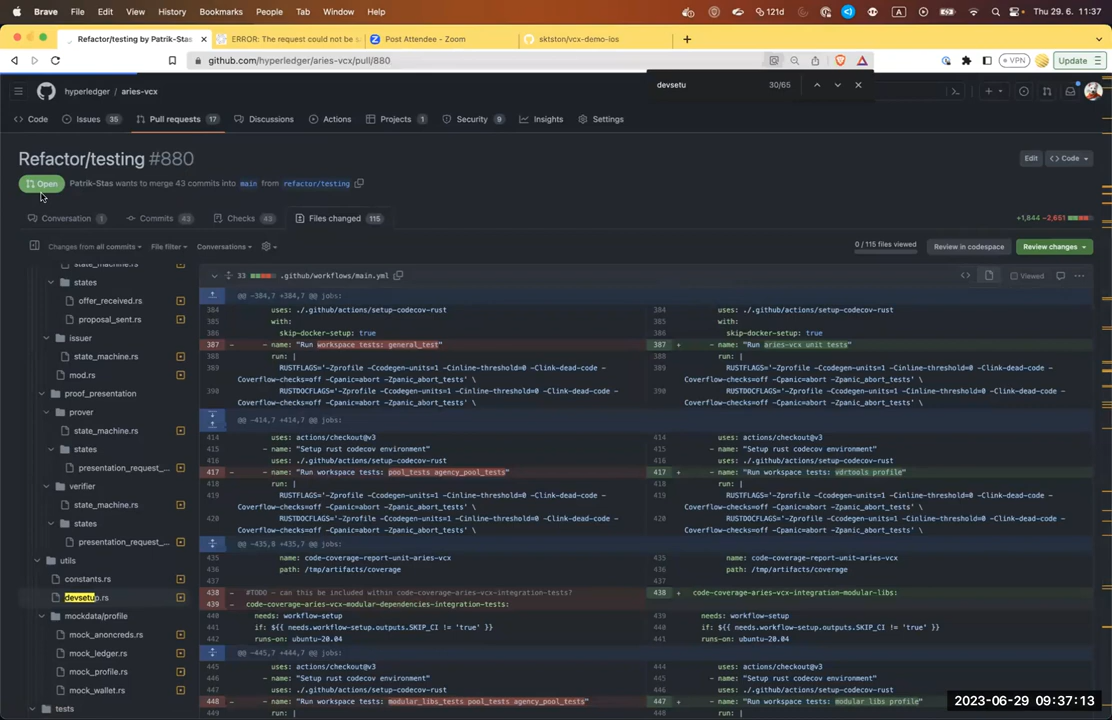 Brave File Edit View History Bookmarks People Tab Window Help 121d A Thu 29. 6. 11:37
Refactor/testing by Patrik-Stas ERROR: The request could not be sa Post Attendee - Zoom sktston/vcx-demo-ios
github.com/hyperledger/aries-vcx/pull/880 VPN Update
devsetu 30/65
hyperledger / aries-vcx
Code Issues 35 Pull requests 17 Discussions Actions Projects 1 Security 9 Insights Settings
Refactor/testing #880 Edit Code
Open Patrik-Stas wants to merge 43 commits into main from refactor/testing
Conversation 1 Commits 43 Checks 43 Files changed 115 +1,844 −2,651
Changes from all commits File filter Conversations 0 / 115 files viewed Review in codespace Review changes
state_machine.rs
states
offer_received.rs
proposal_sent.rs
issuer
state_machine.rs
mod.rs
proof_presentation
prover
state_machine.rs
states
presentation_request_...
verifier
state_machine.rs
states
presentation_request_...
utils
constants.rs
devsetup.rs
mockdata/profile
mock_anoncreds.rs
mock_ledger.rs
mock_profile.rs
mock_wallet.rs
tests
33 .github/workflows/main.yml Viewed
@@ -384,7 +384,7 @@ jobs:
384 uses: ./.github/actions/setup-codecov-rust 384 uses: ./.github/actions/setup-codecov-rust
385 with: 385 with:
386 skip-docker-setup: true 386 skip-docker-setup: true
387 - - name: "Run workspace tests: general_test" 387 + - name: "Run aries-vcx unit tests"
388 run: | 388 run: |
389 RUSTFLAGS='-Zprofile -Ccodegen-units=1 -Cinline-threshold=0 -Clink-dead-code - 389 RUSTFLAGS='-Zprofile -Ccodegen-units=1 -Cinline-threshold=0 -Clink-dead-code -
Coverflow-checks=off -Cpanic=abort -Zpanic_abort_tests' \ Coverflow-checks=off -Cpanic=abort -Zpanic_abort_tests' \
390 RUSTDOCFLAGS='-Zprofile -Ccodegen-units=1 -Cinline-threshold=0 -Clink-dead-code - 390 RUSTDOCFLAGS='-Zprofile -Ccodegen-units=1 -Cinline-threshold=0 -Clink-dead-code -
Coverflow-checks=off -Cpanic=abort -Zpanic_abort_tests' \ Coverflow-checks=off -Cpanic=abort -Zpanic_abort_tests' \
@@ -414,7 +414,7 @@ jobs:
414 uses: actions/checkout@v3 414 uses: actions/checkout@v3
415 - name: "Setup rust codecov environment" 415 - name: "Setup rust codecov environment"
416 uses: ./.github/actions/setup-codecov-rust 416 uses: ./.github/actions/setup-codecov-rust
417 - - name: "Run workspace tests: pool_tests agency_pool_tests" 417 + - name: "Run workspace tests: vdrtools profile"
418 run: | 418 run: |
419 RUSTFLAGS='-Zprofile -Ccodegen-units=1 -Cinline-threshold=0 -Clink-dead-code - 419 RUSTFLAGS='-Zprofile -Ccodegen-units=1 -Cinline-threshold=0 -Clink-dead-code -
Coverflow-checks=off -Cpanic=abort -Zpanic_abort_tests' \ Coverflow-checks=off -Cpanic=abort -Zpanic_abort_tests' \
420 RUSTDOCFLAGS='-Zprofile -Ccodegen-units=1 -Cinline-threshold=0 -Clink-dead-code - 420 RUSTDOCFLAGS='-Zprofile -Ccodegen-units=1 -Cinline-threshold=0 -Clink-dead-code -
Coverflow-checks=off -Cpanic=abort -Zpanic_abort_tests' \ Coverflow-checks=off -Cpanic=abort -Zpanic_abort_tests' \
@@ -435,8 +435,7 @@ jobs:
435 name: code-coverage-report-unit-aries-vcx 435 name: code-coverage-report-unit-aries-vcx
436 path: /tmp/artifacts/coverage 436 path: /tmp/artifacts/coverage
437 437
438 - #TODO - can this be included within code-coverage-aries-vcx-integration-tests? 438 + code-coverage-aries-vcx-integration-modular-libs:
439 - code-coverage-aries-vcx-modular-dependencies-integration-tests:
440 needs: workflow-setup 439 needs: workflow-setup
441 if: ${{ needs.workflow-setup.outputs.SKIP_CI != 'true' }} 440 if: ${{ needs.workflow-setup.outputs.SKIP_CI != 'true' }}
442 runs-on: ubuntu-20.04 441 runs-on: ubuntu-20.04
@@ -445,7 +444,7 @@ jobs:
445 uses: actions/checkout@v3 444 uses: actions/checkout@v3
446 - name: "Setup rust codecov environment" 445 - name: "Setup rust codecov environment"
447 uses: ./.github/actions/setup-codecov-rust 446 uses: ./.github/actions/setup-codecov-rust
448 - - name: "Run workspace tests: modular_libs_tests pool_tests agency_pool_tests" 447 + - name: "Run workspace tests: modular libs profile"
449 run: | 448 run: |
2023-06-29 09:37:13